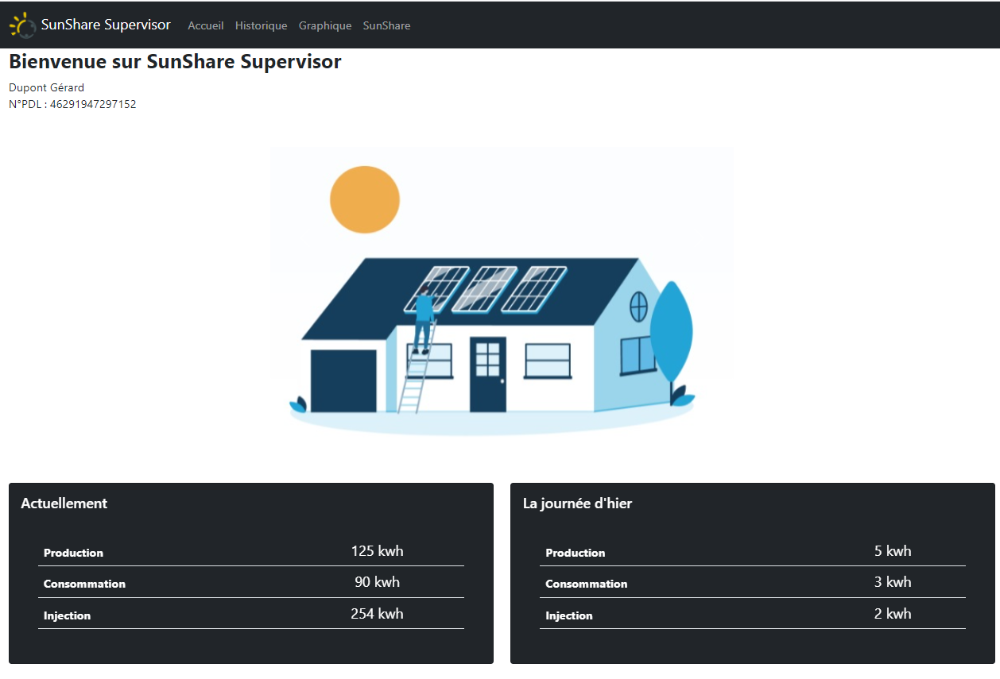 SunShare Supervisor Accueil Historique Graphique SunShare
Bienvenue sur SunShare Supervisor
Dupont Gérard
N°PDL : 46291947297152
Actuellement
Production 125 kwh
Consommation 90 kwh
Injection 254 kwh
La journée d'hier
Production 5 kwh
Consommation 3 kwh
Injection 2 kwh